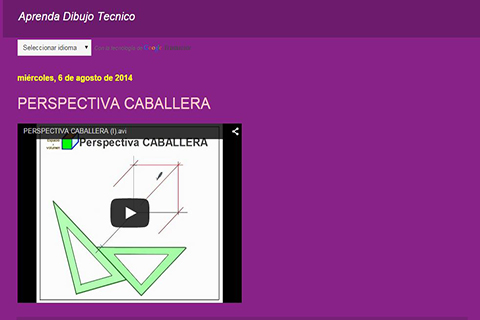 Aprenda Dibujo Tecnico
Seleccionar idioma
Con la tecnología de Google
miércoles, 6 de agosto de 2014
PERSPECTIVA CABALLERA
PERSPECTIVA CABALLERA (I).avi
Perspectiva CABALLERA